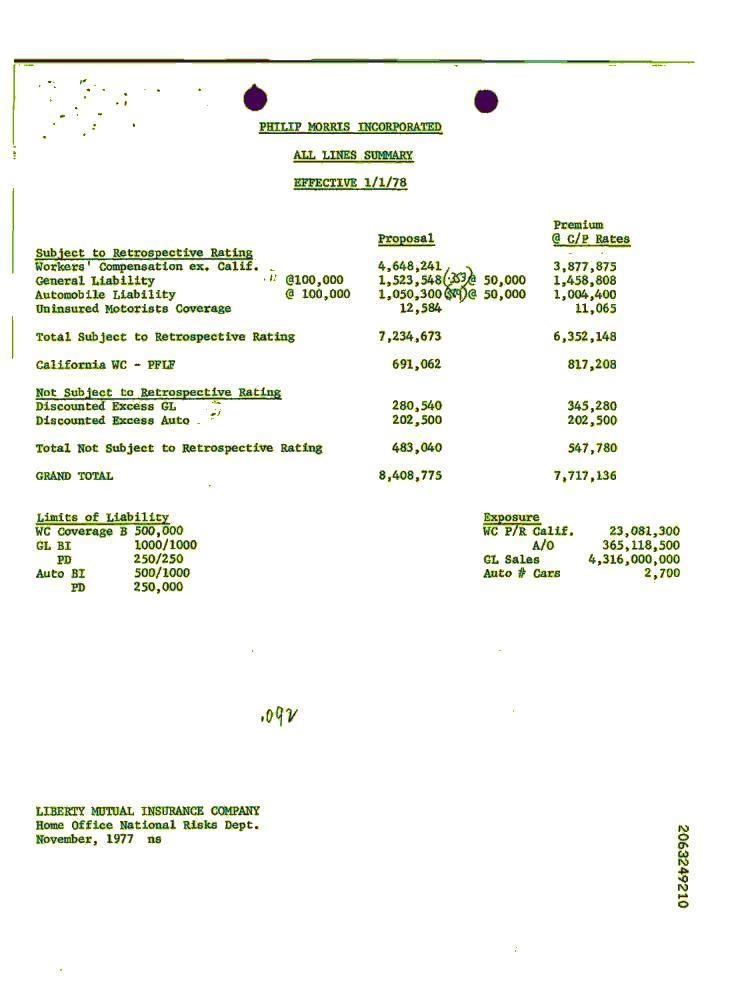 PHILIP MORRIS INCORPORATED
ALL LINES SUMMARY
EFFECTIVE 1/1/78
Premium
Proposal @ C/P Rates
Subject to Retrospective Rating
Workers' Compensation ex. Calif. 4,648,241 3,877,875
General Liability @100,000 1,523,548 (.353) @ 50,000 1,458,808
Automobile Liability @ 100,000 1,050,300 @ 50,000 1,004,400
Uninsured Motorists Coverage 12,584 11,065
Total Subject to Retrospective Rating 7,234,673 6,352,148
California WC - PFLF 691,062 817,208
Not Subject to Retrospective Rating
Discounted Excess GL 280,540 345,280
Discounted Excess Auto 202,500 202,500
Total Not Subject to Retrospective Rating 483,040 547,780
GRAND TOTAL 8,408,775 7,717,136
Limits of Liability Exposure
WC Coverage B 500,000 WC P/R Calif. 23,081,300
GL BI 1000/1000 A/O 365,118,500
PD 250/250 GL Sales 4,316,000,000
Auto BI 500/1000 Auto # Cars 2,700
PD 250,000
.092
LIBERTY MUTUAL INSURANCE COMPANY
Home Office National Risks Dept.
November, 1977 ns
2063249210